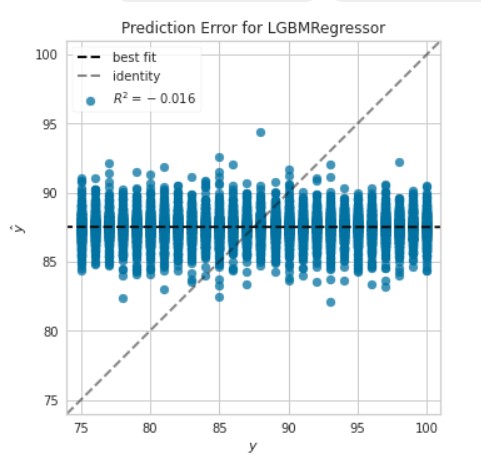 Prediction Error for LGBMRegressor
best fit
identity
R² = −0.016
100
95
90
85
80
75
ŷ
75
80
85
90
95
100
y